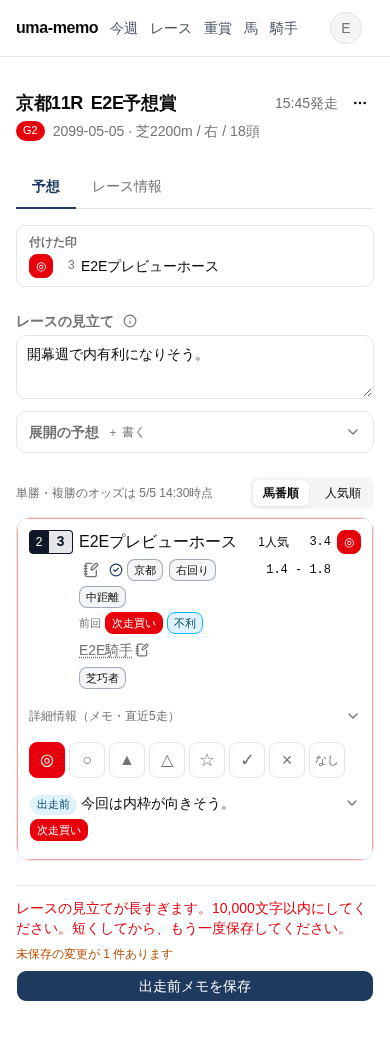 uma-memo 今週 レース 重賞 馬 騎手 E
京都11R E2E予想賞 15:45発走 …
G2 2099-05-05 · 芝2200m / 右 / 18頭
予想 レース情報
付けた印
◎ 3 E2Eプレビューホース
レースの見立て
開幕週で内有利になりそう。
展開の予想 ＋ 書く
単勝・複勝のオッズは 5/5 14:30時点 馬番順 人気順
2 3 E2Eプレビューホース 1人気 3.4 ◎
京都 右回り 1.4 - 1.8
中距離
前回 次走買い 不利
E2E騎手
芝巧者
詳細情報（メモ・直近5走）
◎ ○ ▲ △ ☆ ✓ × なし
出走前 今回は内枠が向きそう。
次走買い
レースの見立てが長すぎます。10,000文字以内にしてく
ださい。短くしてから、もう一度保存してください。
未保存の変更が 1 件あります
出走前メモを保存